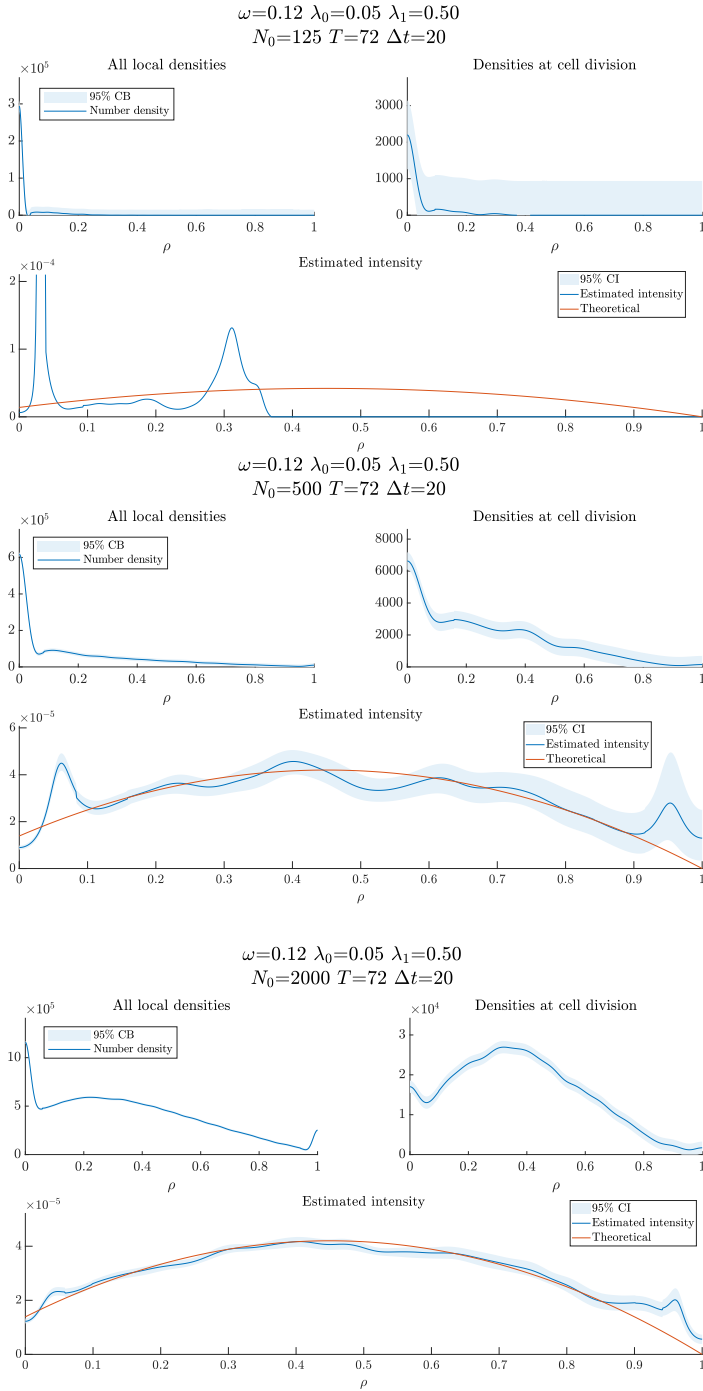 ω=0.12 λ₀=0.05 λ₁=0.50
N₀=125 T=72 Δt=20
All local densities
Densities at cell division
×10⁵
3
2
1
0
95% CB
Number density
0 0.2 0.4 0.6 0.8 1
ρ
3000
2000
1000
0
0 0.2 0.4 0.6 0.8 1
ρ
Estimated intensity
×10⁻⁴
2
1
0
95% CI
Estimated intensity
Theoretical
0 0.1 0.2 0.3 0.4 0.5 0.6 0.7 0.8 0.9 1
ρ
ω=0.12 λ₀=0.05 λ₁=0.50
N₀=500 T=72 Δt=20
All local densities
Densities at cell division
×10⁵
6
4
2
0
95% CB
Number density
0 0.2 0.4 0.6 0.8 1
ρ
8000
6000
4000
2000
0
0 0.2 0.4 0.6 0.8 1
ρ
Estimated intensity
×10⁻⁵
6
4
2
0
95% CI
Estimated intensity
Theoretical
0 0.1 0.2 0.3 0.4 0.5 0.6 0.7 0.8 0.9 1
ρ
ω=0.12 λ₀=0.05 λ₁=0.50
N₀=2000 T=72 Δt=20
All local densities
Densities at cell division
×10⁵
10
5
0
95% CB
Number density
0 0.2 0.4 0.6 0.8 1
ρ
×10⁴
3
2
1
0
0 0.2 0.4 0.6 0.8 1
ρ
Estimated intensity
×10⁻⁵
4
2
0
95% CI
Estimated intensity
Theoretical
0 0.1 0.2 0.3 0.4 0.5 0.6 0.7 0.8 0.9 1
ρ